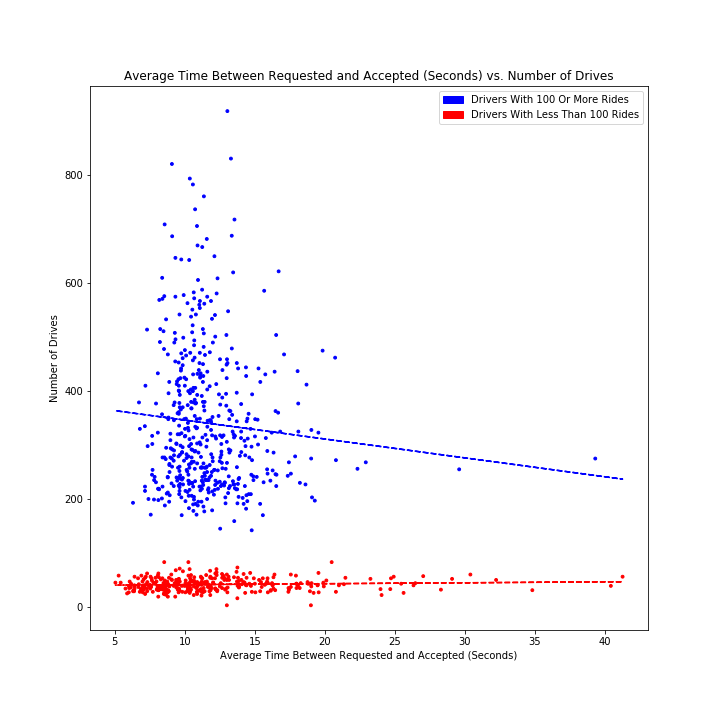 Average Time Between Requested and Accepted (Seconds) vs. Number of Drives
Drivers With 100 Or More Rides
Drivers With Less Than 100 Rides
Number of Drives
800
600
400
200
0
5 10 15 20 25 30 35 40
Average Time Between Requested and Accepted (Seconds)